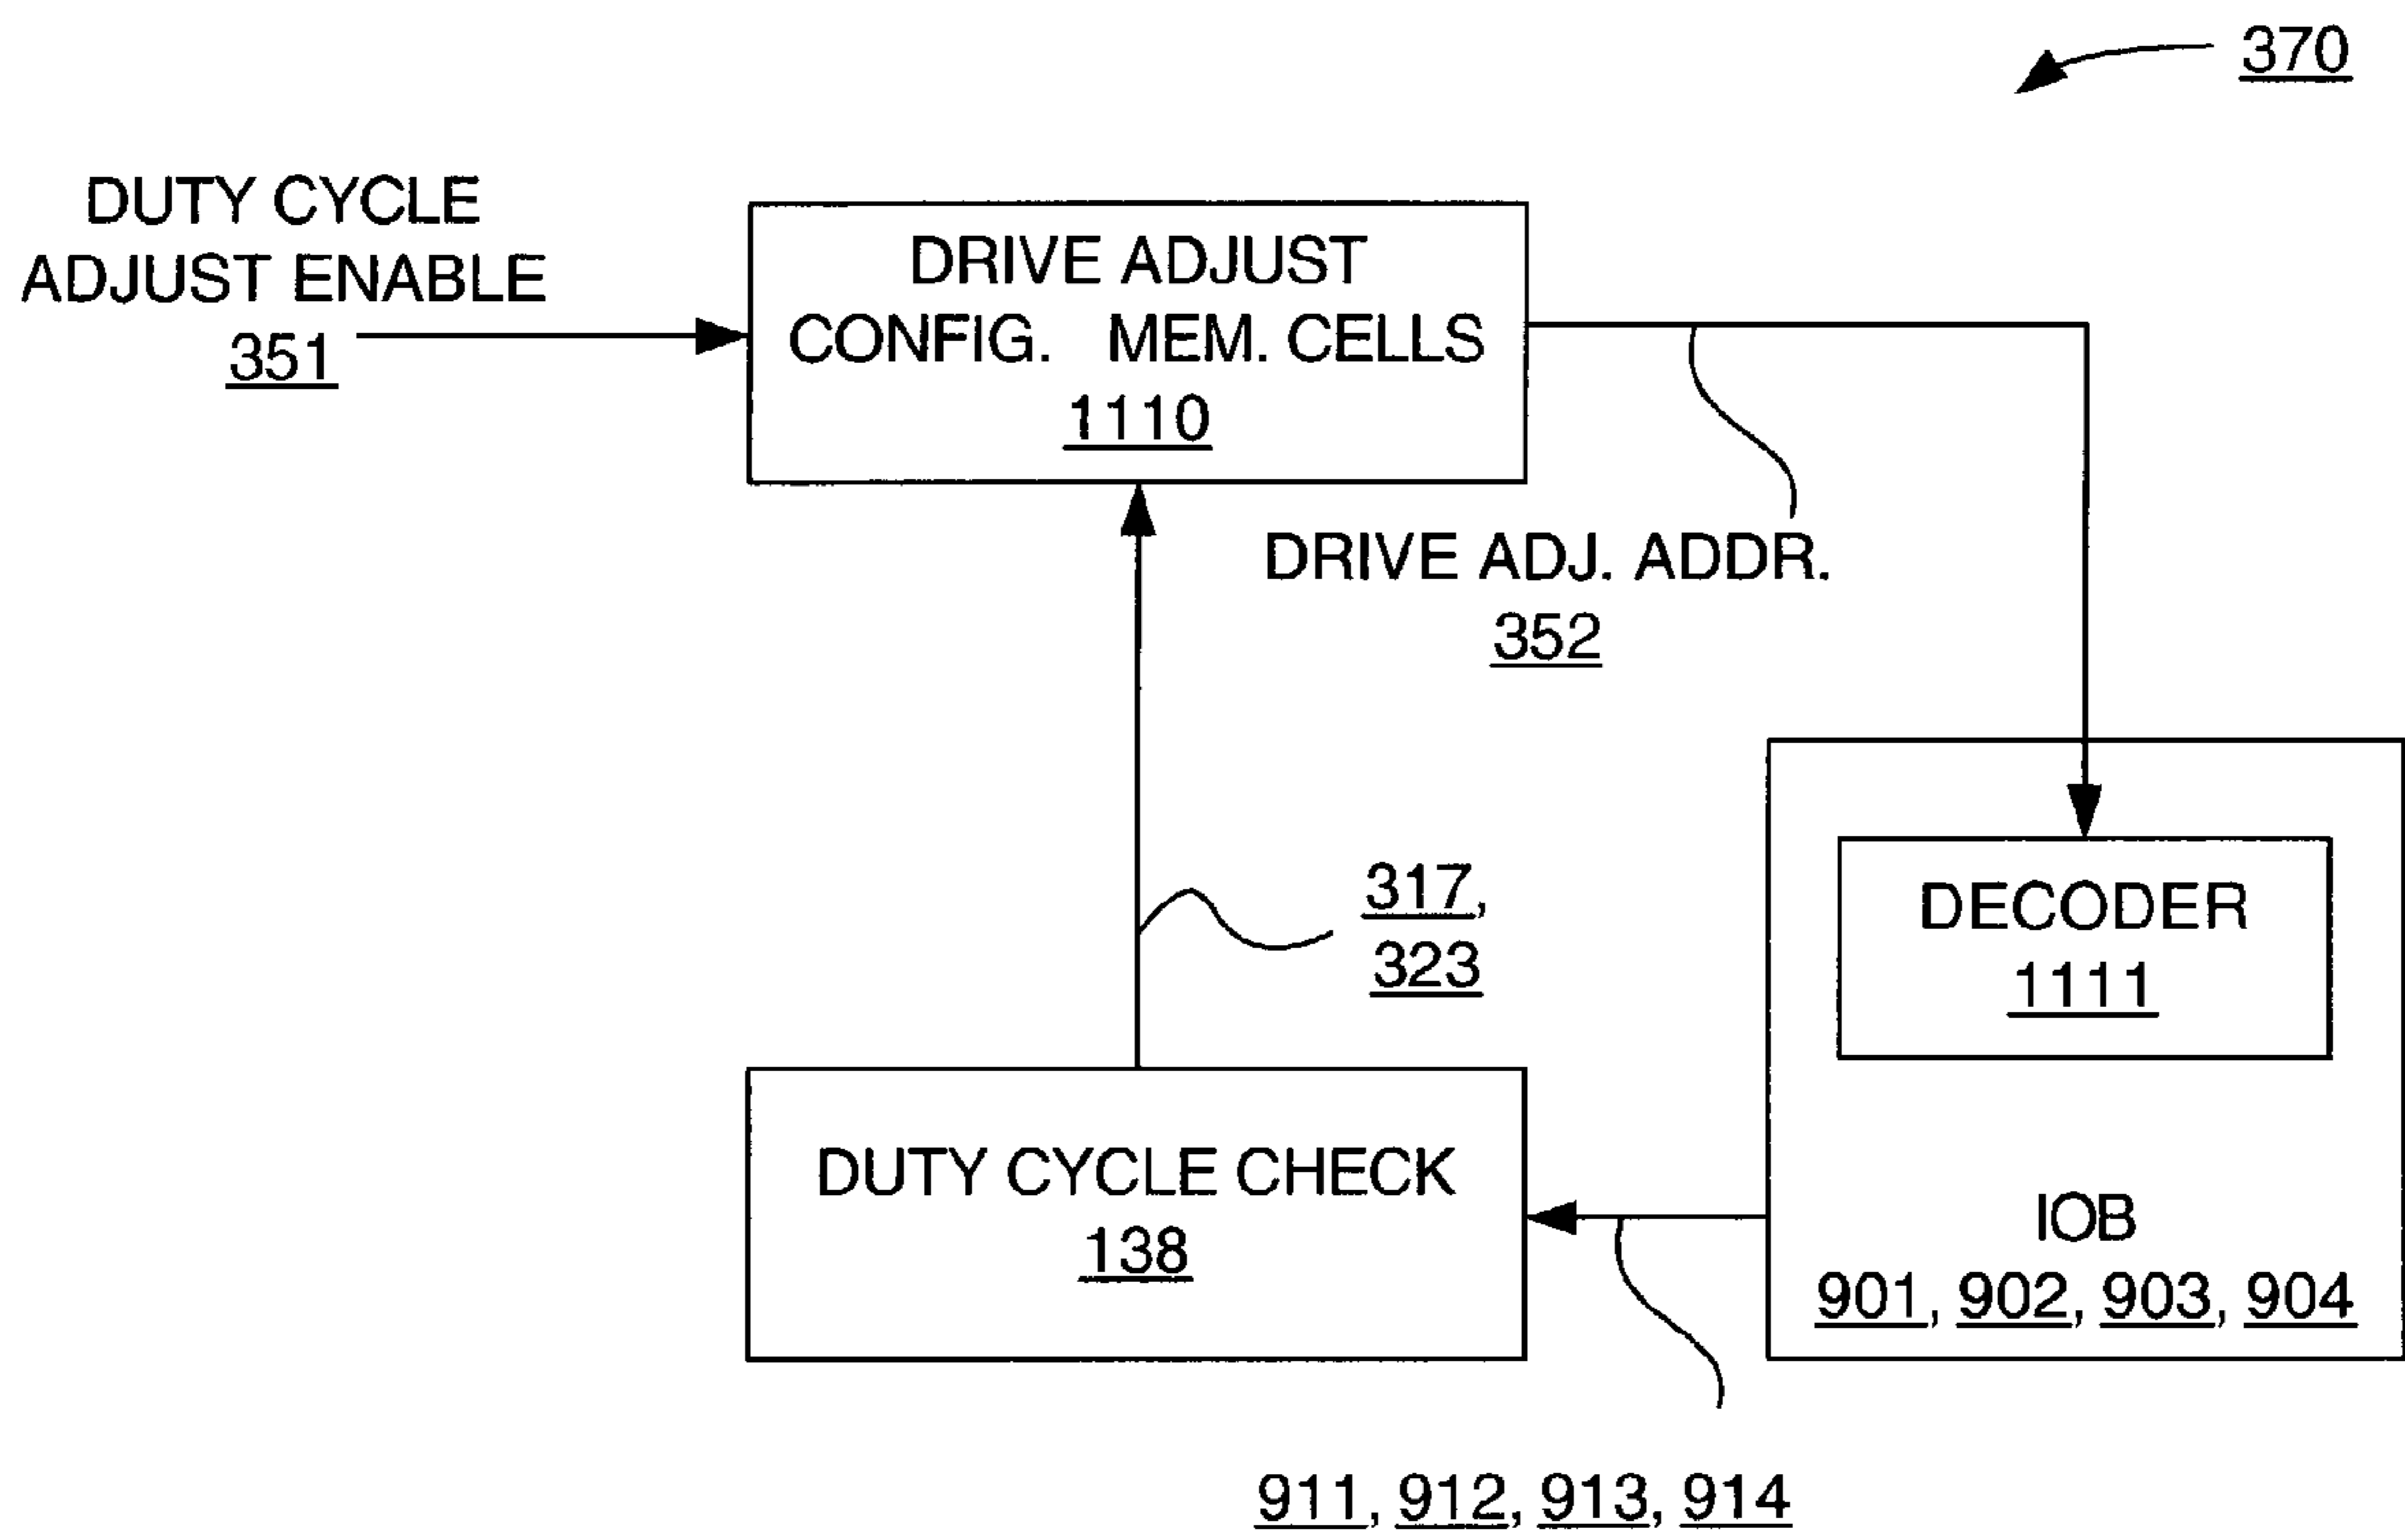 370
DUTY CYCLE
ADJUST ENABLE
351
DRIVE ADJUST
CONFIG. MEM. CELLS
1110
DRIVE ADJ. ADDR.
352
317,
323
DECODER
1111
DUTY CYCLE CHECK
138
IOB
901, 902, 903, 904
911, 912, 913, 914